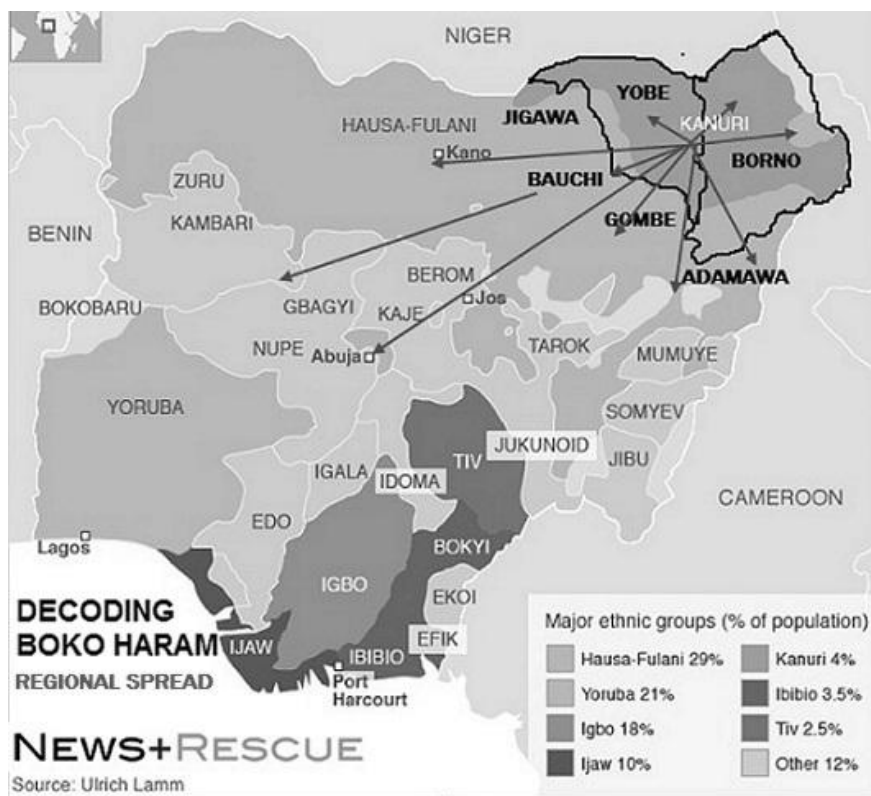 NIGER
YOBE
KANURI
JIGAWA
HAUSA-FULANI
Kano
BORNO
BAUCHI
ZURU
GOMBE
KAMBARI
BENIN
ADAMAWA
BEROM
BOKOBARU
GBAGYI
KAJE
Jos
NUPE
Abuja
TAROK
MUMUYE
YORUBA
SOMYEV
JUKUNOID
TIV
JIBU
IGALA
IDOMA
CAMEROON
EDO
Lagos
BOKYI
IGBO
EKOI
EFIK
IJAW
IBIBIO
Port
Harcourt
DECODING
BOKO HARAM
REGIONAL SPREAD
NEWS+RESCUE
Source: Ulrich Lamm
Major ethnic groups (% of population)
Hausa-Fulani 29%
Yoruba 21%
Igbo 18%
Ijaw 10%
Kanuri 4%
Ibibio 3.5%
Tiv 2.5%
Other 12%